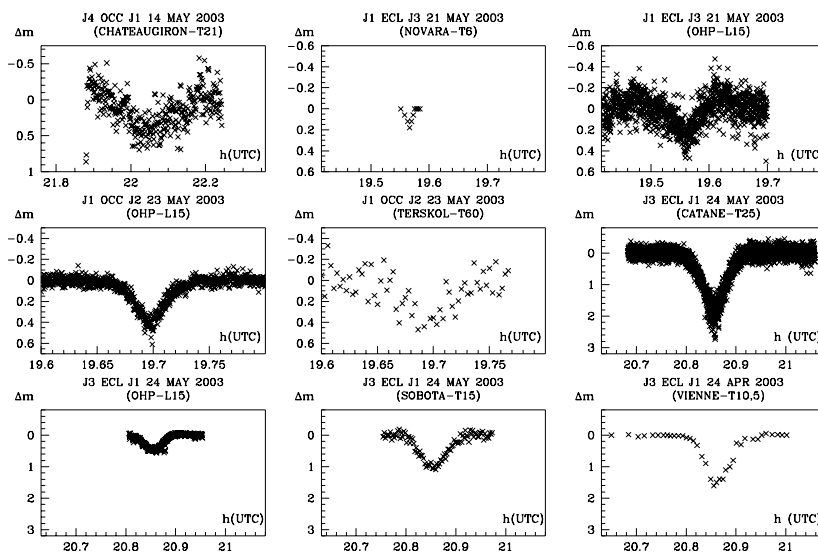 J4 OCC J1 14 MAY 2003
(CHATEAUGIRON-T21)
Δm
-0.5
0
0.5
1
h(UTC)
21.8 22 22.2
J1 ECL J3 21 MAY 2003
(NOVARA-T6)
Δm
-0.6
-0.4
-0.2
0
0.2
0.4
0.6
h(UTC)
19.5 19.6 19.7
J1 ECL J3 21 MAY 2003
(OHP-L15)
Δm
-0.6
-0.4
-0.2
0
0.2
0.4
0.6
h (UTC)
19.5 19.6 19.7
J1 OCC J2 23 MAY 2003
(OHP-L15)
Δm
-0.4
-0.2
0
0.2
0.4
0.6
h(UTC)
19.6 19.65 19.7 19.75
J1 OCC J2 23 MAY 2003
(TERSKOL-T60)
Δm
-0.4
-0.2
0
0.2
0.4
0.6
h(UTC)
19.6 19.65 19.7 19.75
J3 ECL J1 24 MAY 2003
(CATANE-T25)
Δm
0
1
2
3
h (UTC)
20.7 20.8 20.9 21
J3 ECL J1 24 MAY 2003
(OHP-L15)
Δm
0
1
2
3
h(UTC)
20.7 20.8 20.9 21
J3 ECL J1 24 MAY 2003
(SOBOTA-T15)
Δm
0
1
2
3
h(UTC)
20.7 20.8 20.9 21
J3 ECL J1 24 APR 2003
(VIENNE-T10,5)
Δm
0
1
2
3
h (UTC)
20.7 20.8 20.9 21